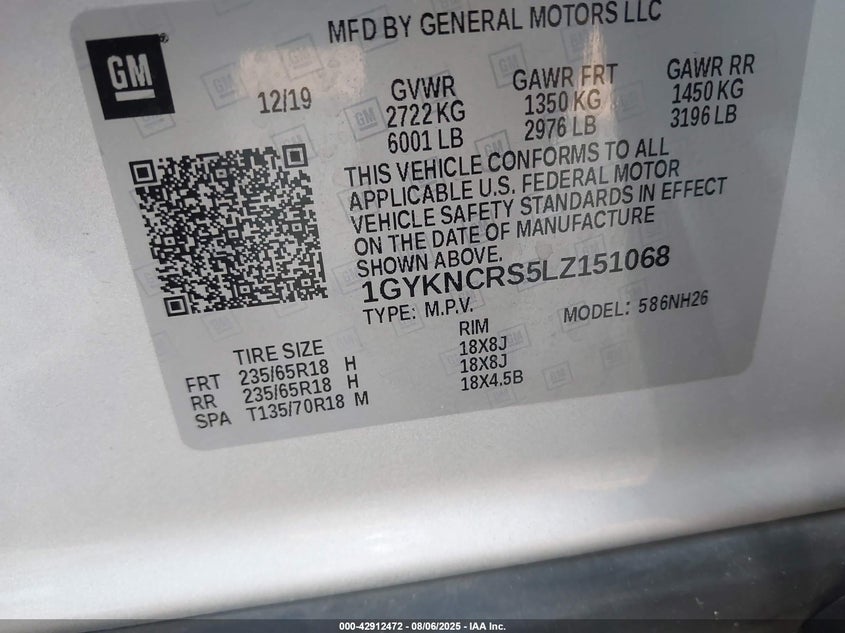 MFD BY GENERAL MOTORS LLC
GM
12/19
GVWR
2722 KG
6001 LB
GAWR FRT
1350 KG
2976 LB
GAWR RR
1450 KG
3196 LB
THIS VEHICLE CONFORMS TO ALL
APPLICABLE U.S. FEDERAL MOTOR
VEHICLE SAFETY STANDARDS IN EFFECT
ON THE DATE OF MANUFACTURE
SHOWN ABOVE.
1GYKNCRS5LZ151068
TYPE: M.P.V. MODEL: 586NH26
TIRE SIZE RIM
FRT 235/65R18 H 18X8J
RR 235/65R18 H 18X8J
SPA T135/70R18 M 18X4.5B
000-42912472 - 08/06/2025 - IAA Inc.